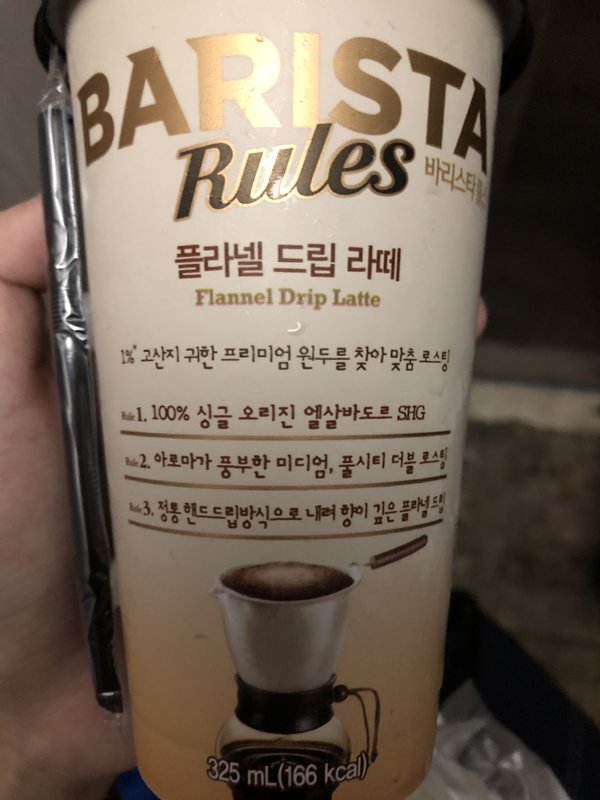 BARISTA
Rules
바리스타 룰스
플라넬 드립 라떼
Flannel Drip Latte
1%* 고산지 귀한 프리미엄 원두를 찾아 맞춤 로스팅
Rule 1. 100% 싱글 오리진 엘살바도르 SHG
Rule 2. 아로마가 풍부한 미디엄, 풀시티 더블 로스팅
Rule 3. 정통 핸드드립방식으로 내려 향이 깊은 플라넬 드립
325 mL(166 kcal)